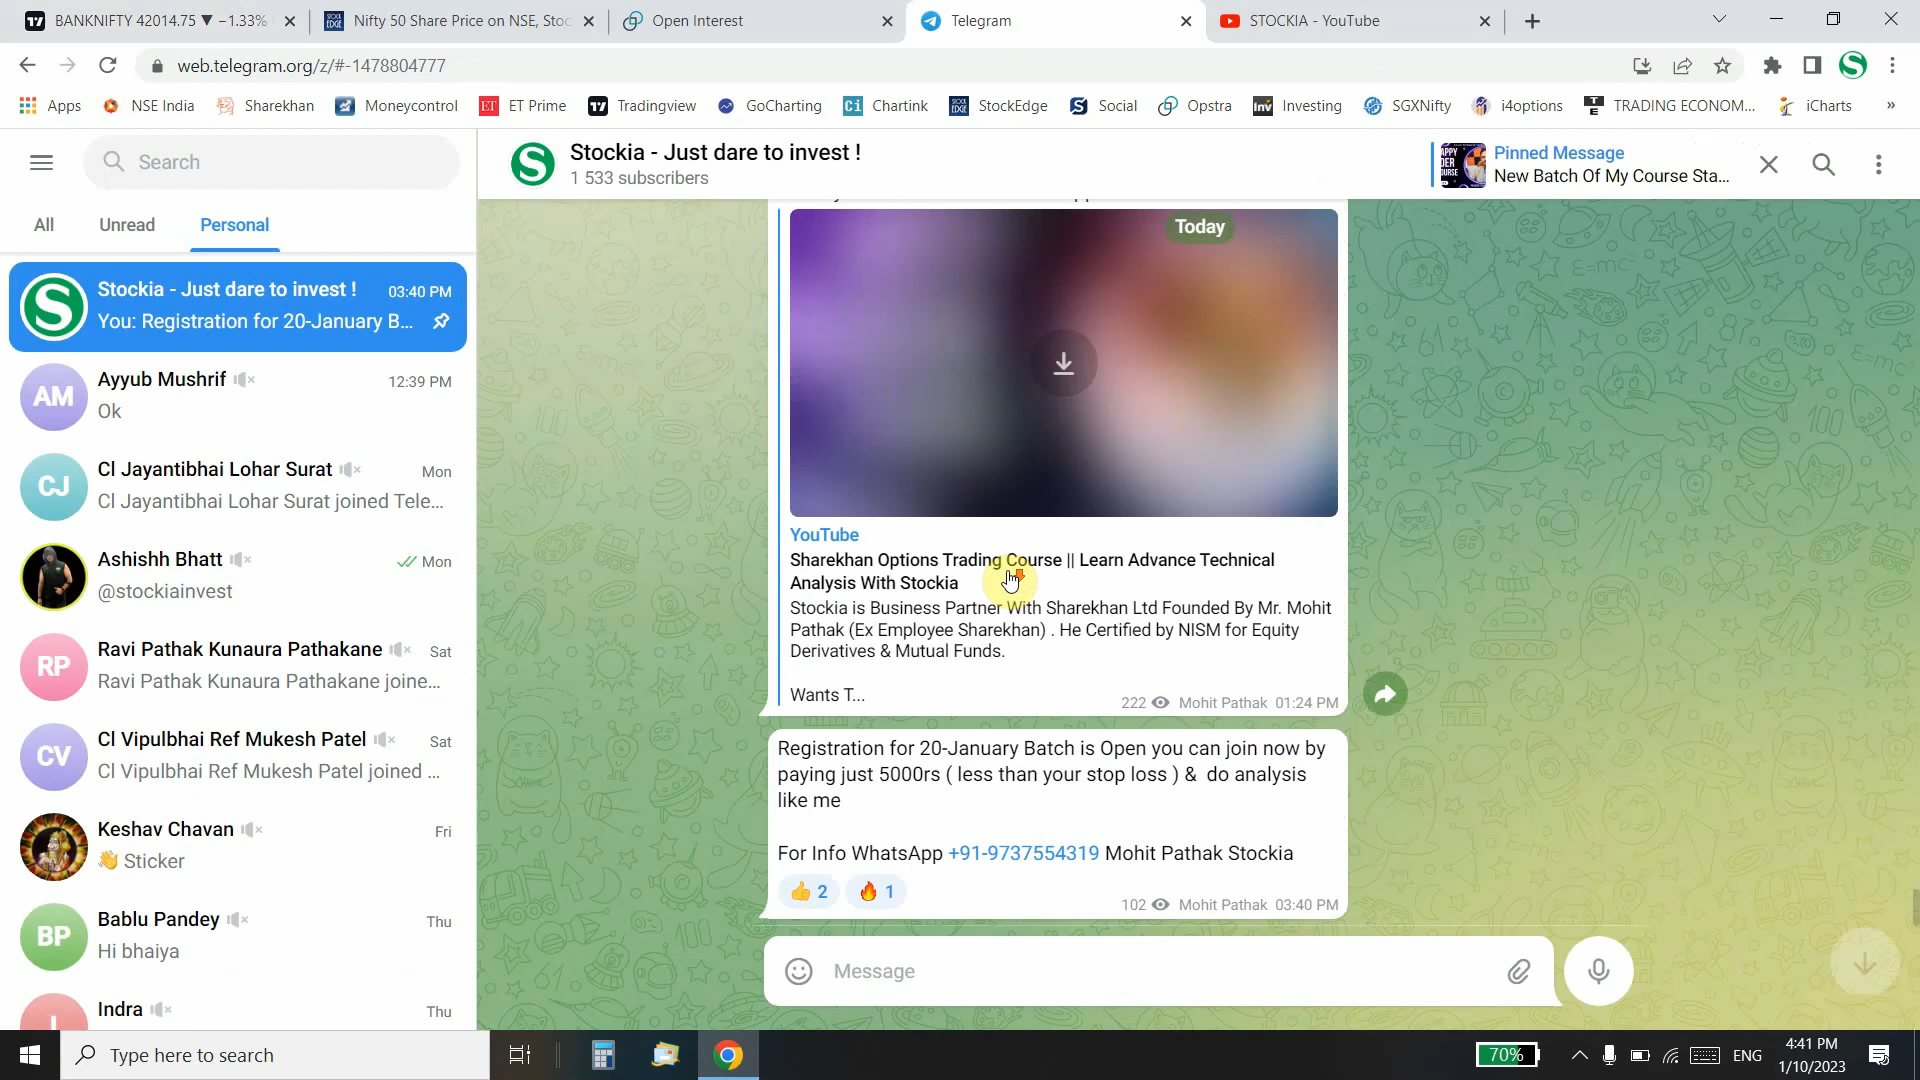 BANKNIFTY 42014.75 ▼ −1.33%
Nifty 50 Share Price on NSE, Stoc
Open Interest
Telegram
STOCKIA - YouTube
web.telegram.org/z/#-1478804777
Apps
NSE India
Sharekhan
Moneycontrol
ET Prime
Tradingview
GoCharting
Chartink
StockEdge
Social
Opstra
Investing
SGXNifty
i4options
TRADING ECONOM...
iCharts
»
Search
Stockia - Just dare to invest !
1 533 subscribers
Pinned Message
New Batch Of My Course Sta...
All
Unread
Personal
Stockia - Just dare to invest !
03:40 PM
You: Registration for 20-January B...
Ayyub Mushrif
12:39 PM
Ok
CJ
Cl Jayantibhai Lohar Surat
Mon
Cl Jayantibhai Lohar Surat joined Tele...
Ashishh Bhatt
Mon
@stockiainvest
RP
Ravi Pathak Kunaura Pathakane
Sat
Ravi Pathak Kunaura Pathakane joine...
CV
Cl Vipulbhai Ref Mukesh Patel
Sat
Cl Vipulbhai Ref Mukesh Patel joined ...
Keshav Chavan
Fri
👋 Sticker
BP
Bablu Pandey
Thu
Hi bhaiya
Indra
Thu
AM
Today
YouTube
Sharekhan Options Trading Course || Learn Advance Technical
Analysis With Stockia
Stockia is Business Partner With Sharekhan Ltd Founded By Mr. Mohit
Pathak (Ex Employee Sharekhan) . He Certified by NISM for Equity
Derivatives & Mutual Funds.
Wants T...
222 Mohit Pathak 01:24 PM
Registration for 20-January Batch is Open you can join now by
paying just 5000rs ( less than your stop loss ) & do analysis
like me
For Info WhatsApp +91-9737554319 Mohit Pathak Stockia
👍 2 🔥 1
102 Mohit Pathak 03:40 PM
Message
Type here to search
70%
ENG
4:41 PM
1/10/2023